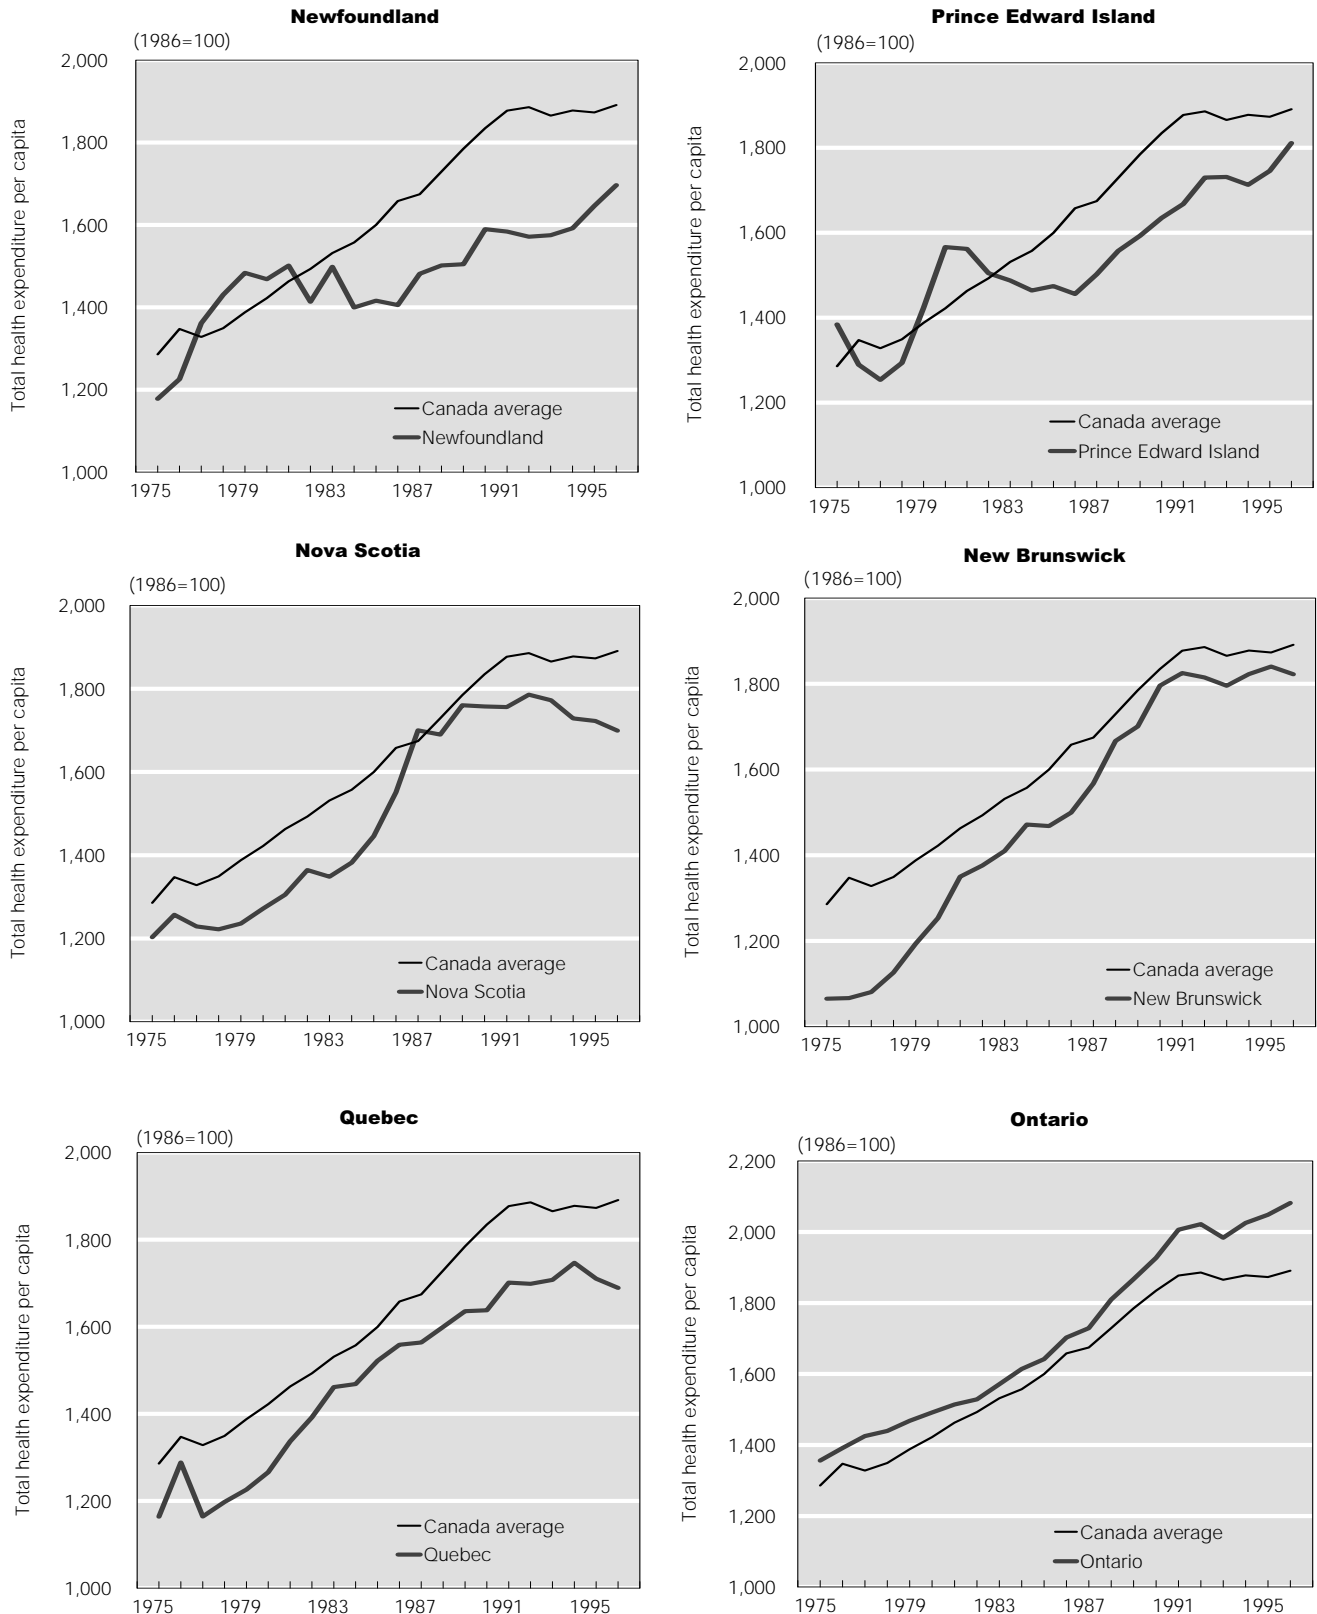 Newfoundland
(1986=100)
Total health expenditure per capita
2,000
1,800
1,600
1,400
1,200
1,000
Canada average
Newfoundland
1975 1979 1983 1987 1991 1995
Prince Edward Island
(1986=100)
Total health expenditure per capita
2,000
1,800
1,600
1,400
1,200
1,000
Canada average
Prince Edward Island
1975 1979 1983 1987 1991 1995
Nova Scotia
(1986=100)
Total health expenditure per capita
2,000
1,800
1,600
1,400
1,200
1,000
Canada average
Nova Scotia
1975 1979 1983 1987 1991 1995
New Brunswick
(1986=100)
Total health expenditure per capita
2,000
1,800
1,600
1,400
1,200
1,000
Canada average
New Brunswick
1975 1979 1983 1987 1991 1995
Quebec
(1986=100)
Total health expenditure per capita
2,000
1,800
1,600
1,400
1,200
1,000
Canada average
Quebec
1975 1979 1983 1987 1991 1995
Ontario
(1986=100)
Total health expenditure per capita
2,200
2,000
1,800
1,600
1,400
1,200
1,000
Canada average
Ontario
1975 1979 1983 1987 1991 1995